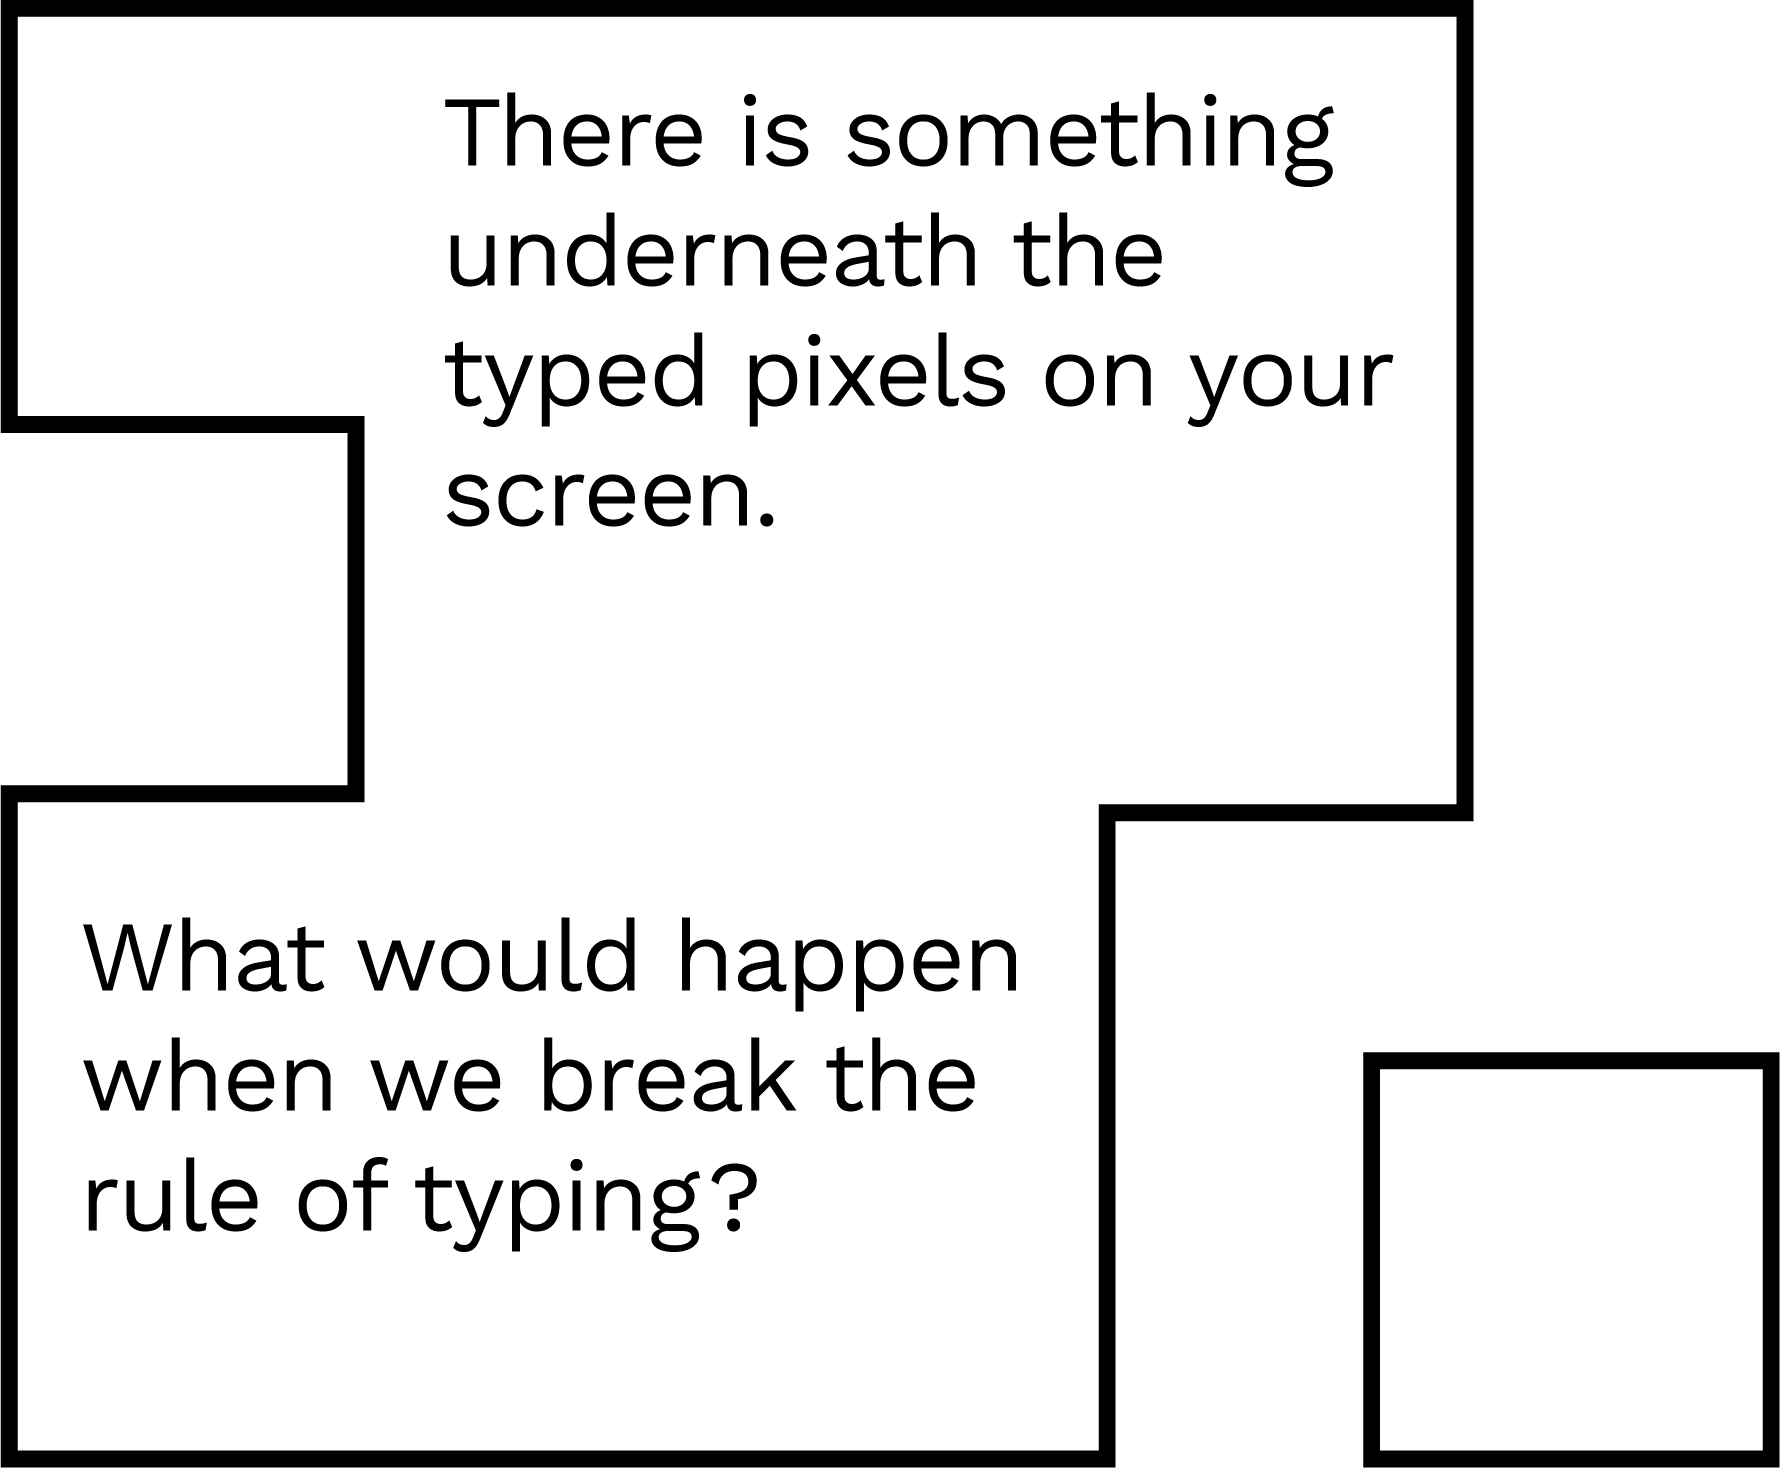 There is something
underneath the
typed pixels on your
screen.
What would happen
when we break the
rule of typing?